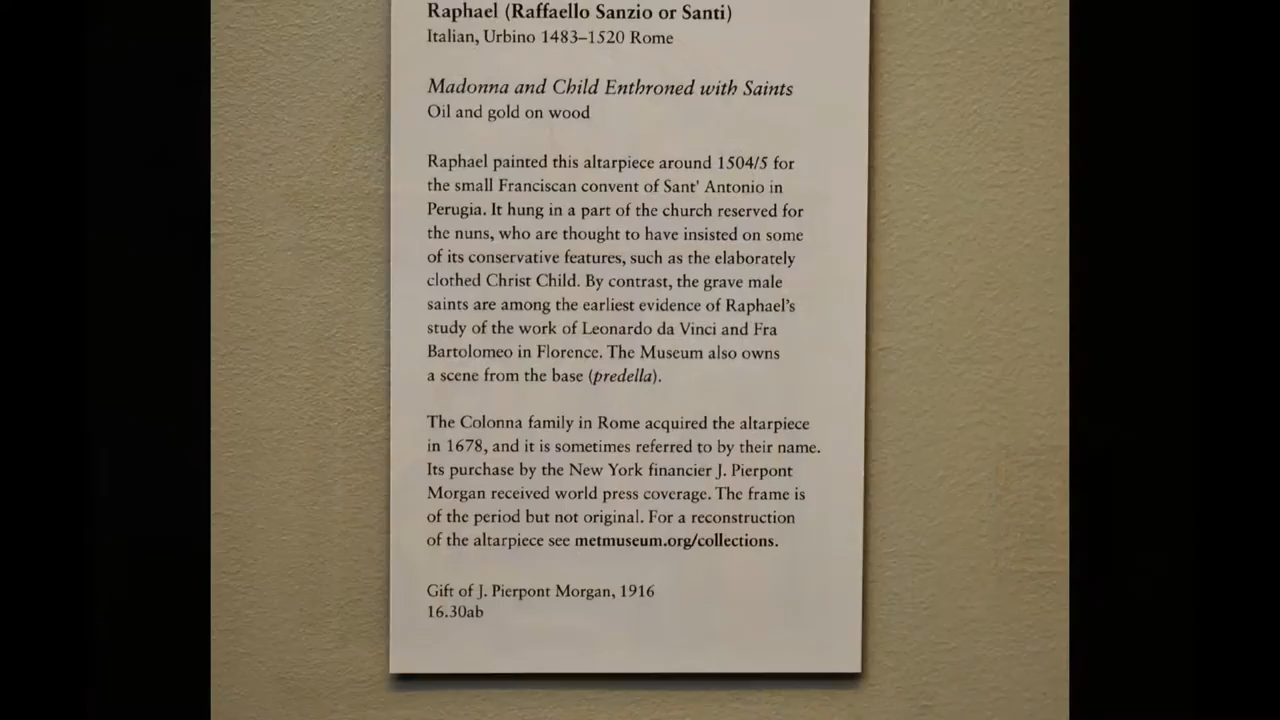 Raphael (Raffaello Sanzio or Santi)
Italian, Urbino 1483–1520 Rome
Madonna and Child Enthroned with Saints
Oil and gold on wood
Raphael painted this altarpiece around 1504/5 for
the small Franciscan convent of Sant' Antonio in
Perugia. It hung in a part of the church reserved for
the nuns, who are thought to have insisted on some
of its conservative features, such as the elaborately
clothed Christ Child. By contrast, the grave male
saints are among the earliest evidence of Raphael's
study of the work of Leonardo da Vinci and Fra
Bartolomeo in Florence. The Museum also owns
a scene from the base (predella).
The Colonna family in Rome acquired the altarpiece
in 1678, and it is sometimes referred to by their name.
Its purchase by the New York financier J. Pierpont
Morgan received world press coverage. The frame is
of the period but not original. For a reconstruction
of the altarpiece see metmuseum.org/collections.
Gift of J. Pierpont Morgan, 1916
16.30ab